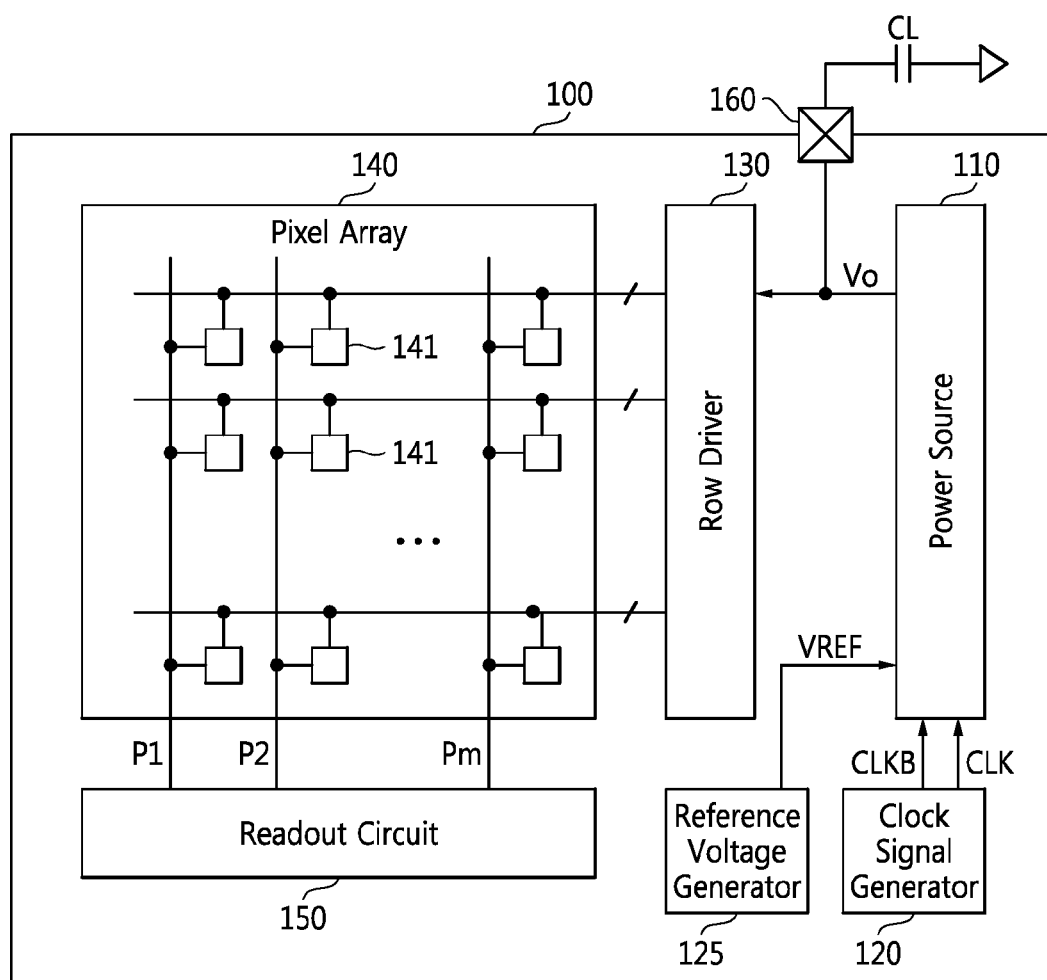 CL
160
100
140
130
110
Pixel Array
Vo
141
141
Row Driver
Power Source
...
VREF
P1
P2
Pm
CLKB
CLK
Readout Circuit
Reference
Voltage
Generator
Clock
Signal
Generator
150
125
120